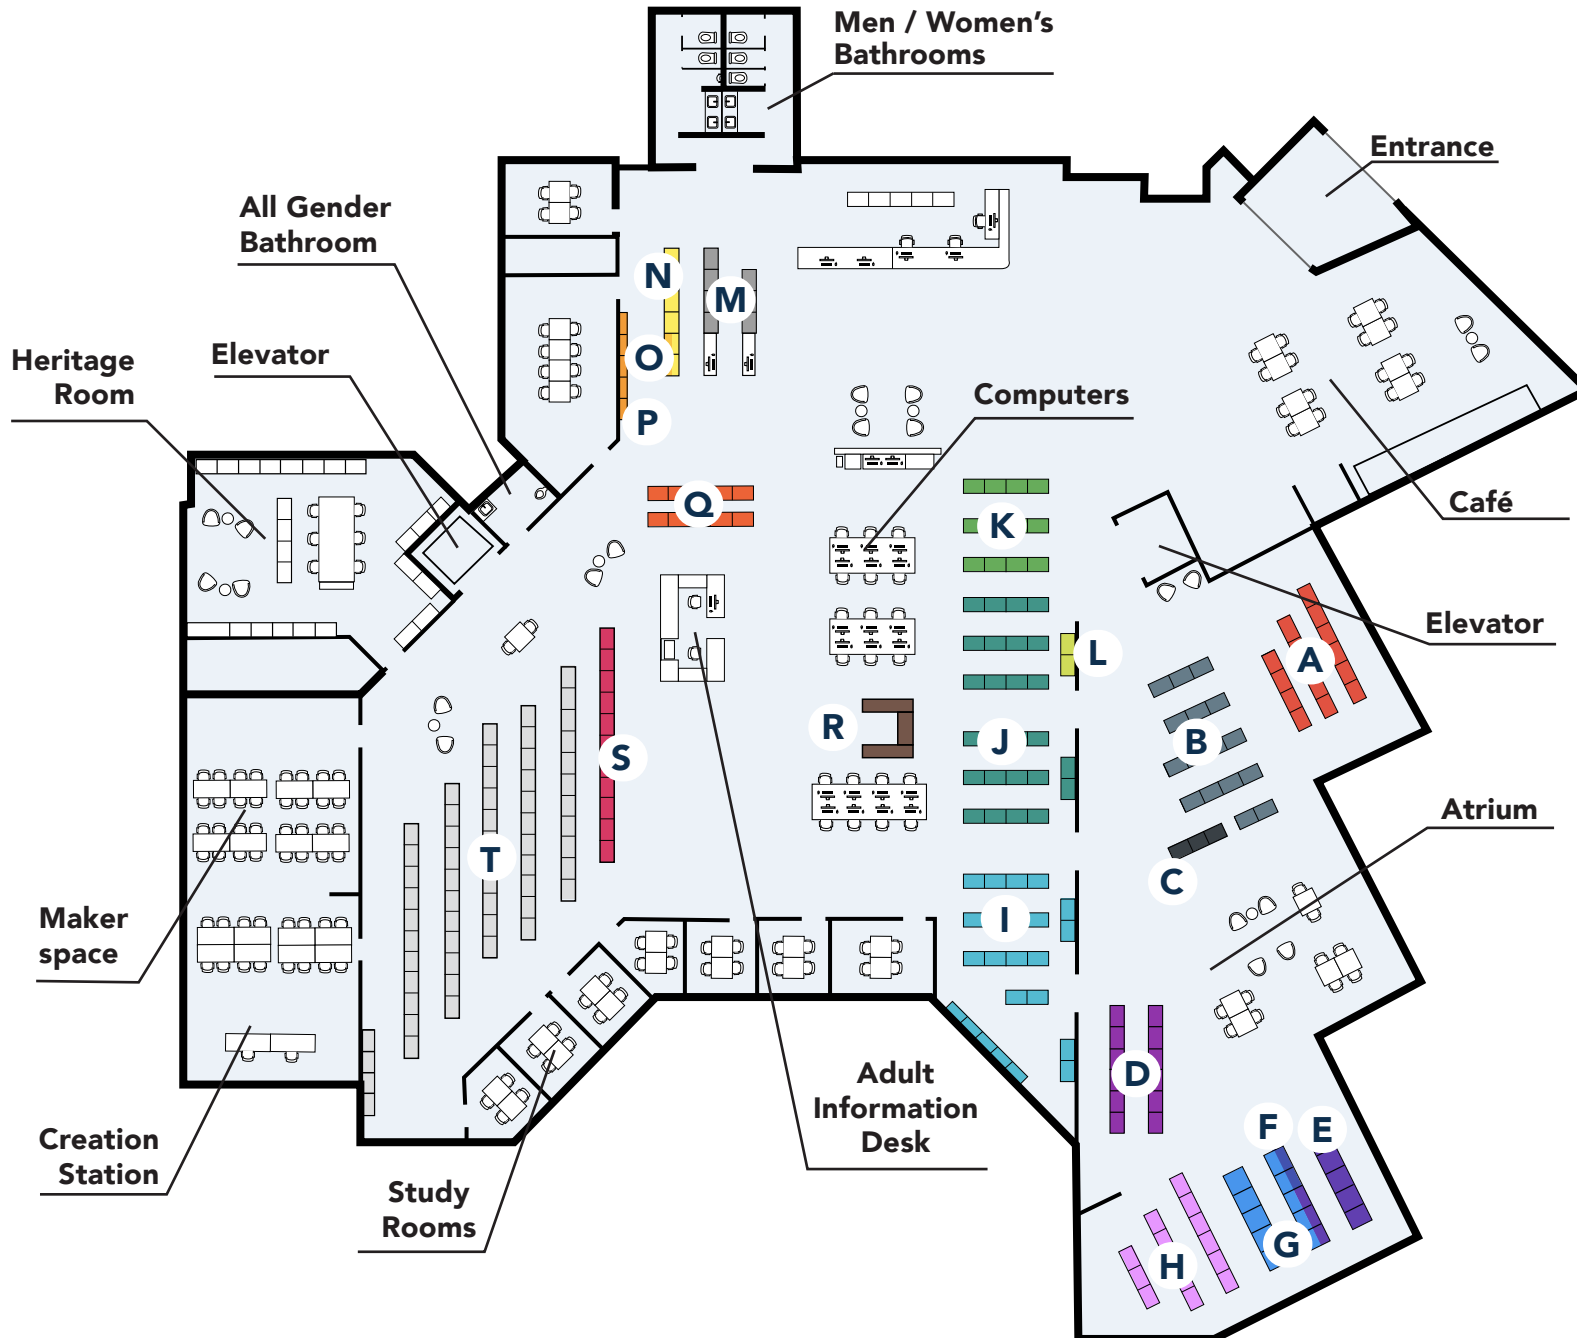 Men / Women's
Bathrooms
Entrance
All Gender
Bathroom
N
M
Elevator
Heritage
Room
O
Computers
P
Café
Q
K
Elevator
L
A
R
J
B
S
Atrium
T
C
I
Maker
space
Adult
Information
Desk
D
Creation
Station
F
E
Study
Rooms
G
H